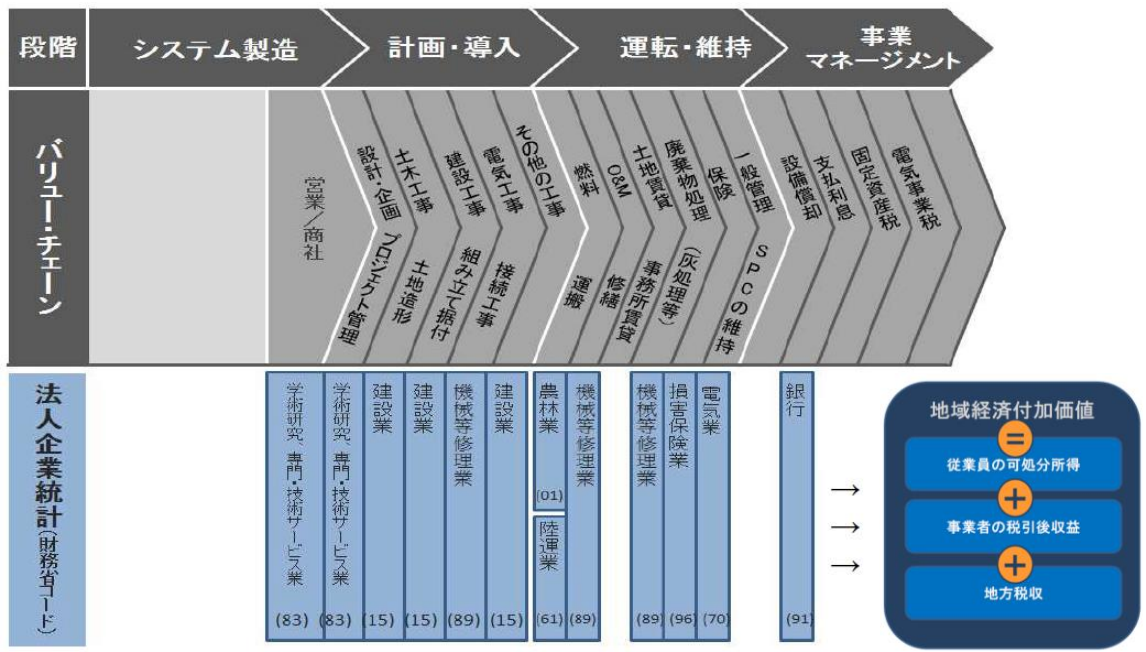 段階
システム製造
計画・導入
運転・維持
事業
マネージメント
バリュー・チェーン
営業／商社
設計・企画
プロジェクト管理
土木工事
土地造形
建設工事
組み立て据付
電気工事
接続工事
その他の工事
燃料
運搬
O&M
修繕
土地賃貸
事務所賃貸
廃棄物処理
（灰処理等）
保険
一般管理
SPCの維持
設備償却
支払利息
固定資産税
電気事業税
法人企業統計（財務省コード）
学術研究、専門・技術サービス業
(83)
学術研究、専門・技術サービス業
(83)
建設業
(15)
建設業
(15)
機械等修理業
(89)
建設業
(15)
農林業
(01)
陸運業
(61)
機械等修理業
(89)
機械等修理業
(89)
損害保険業
(96)
電気業
(70)
銀行
(91)
→
→
→
地域経済付加価値
=
従業員の可処分所得
+
事業者の税引後収益
+
地方税収